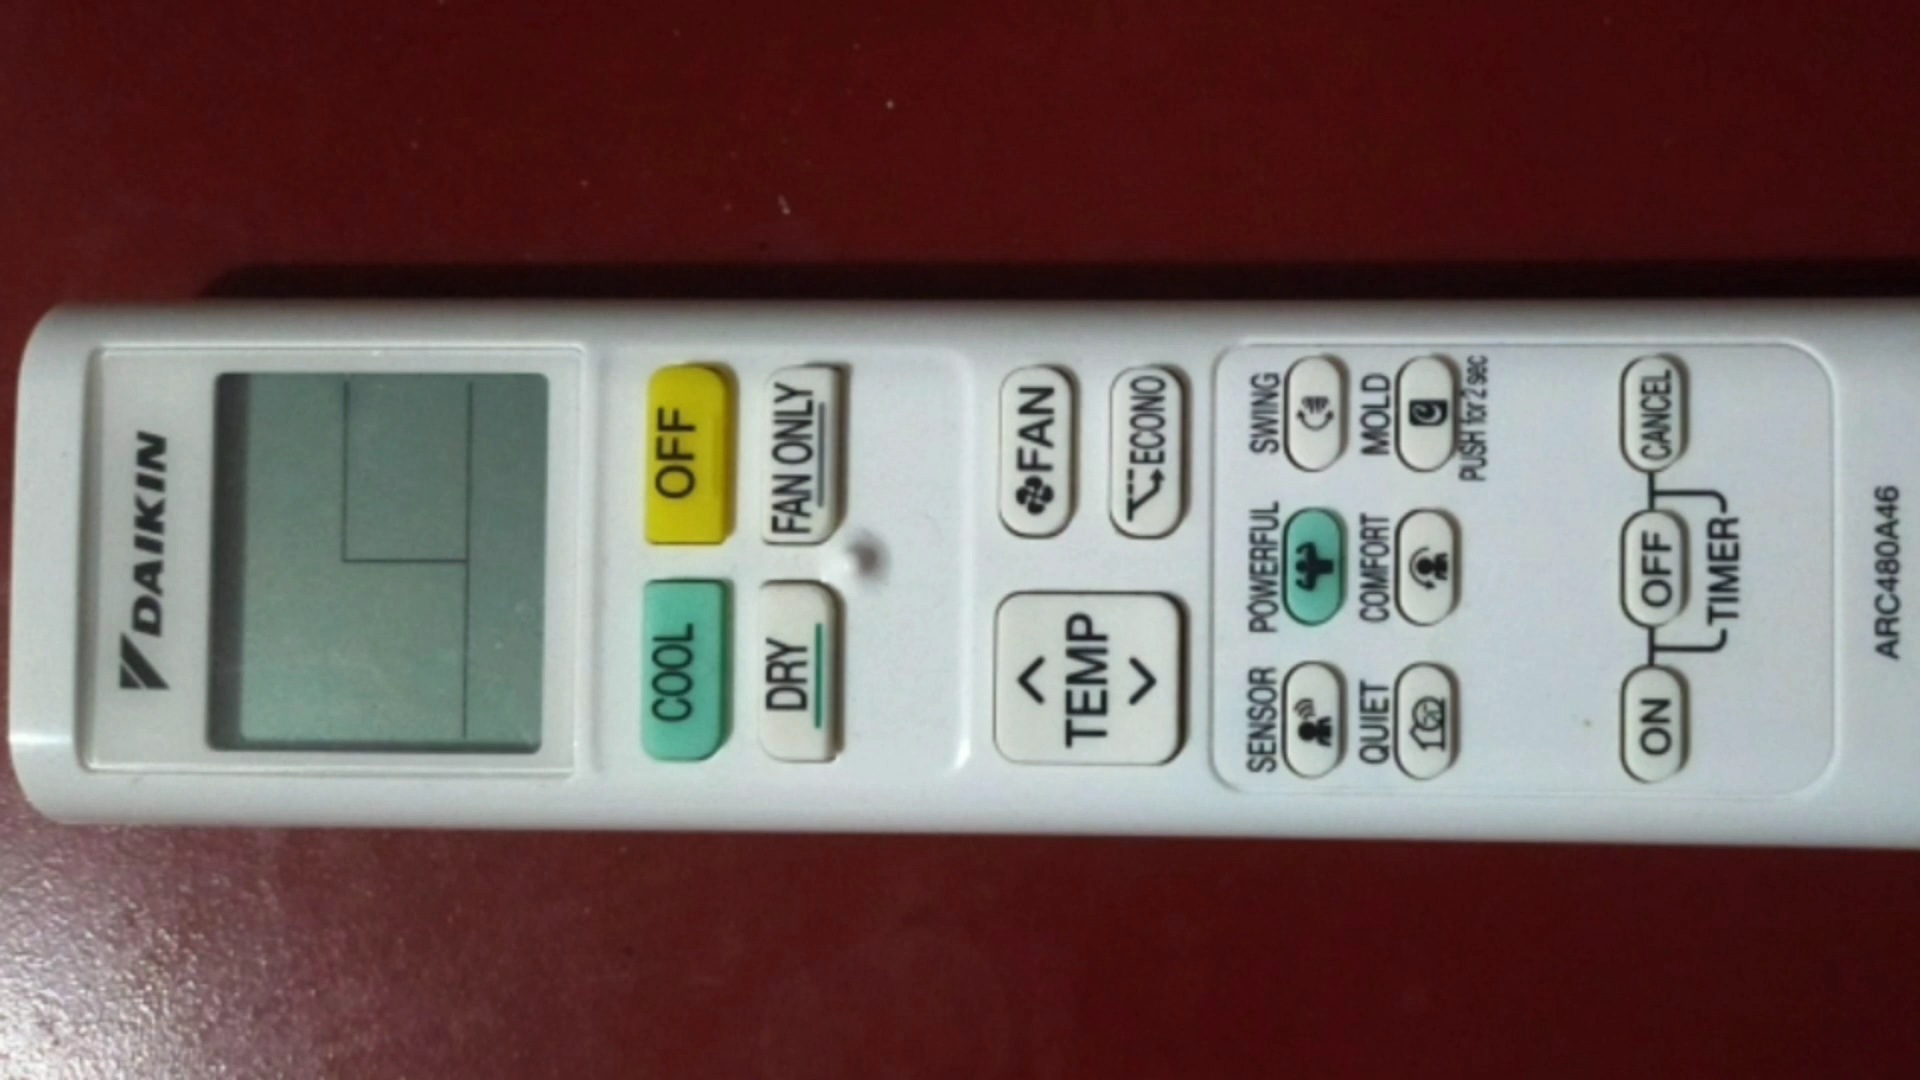 DAIKIN
COOL OFF
DRY FAN ONLY
TEMP FAN
ECONO
SENSOR POWERFUL SWING
QUIET COMFORT MOLD
PUSH for 2 sec
ON OFF CANCEL
TIMER
ARC480A46